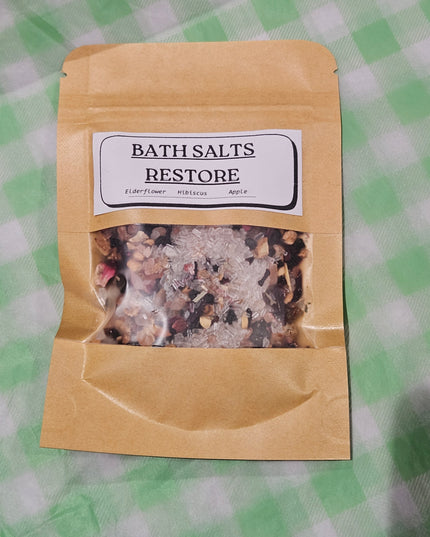 BATH SALTS
RESTORE
Elderflower Hibiscus Apple